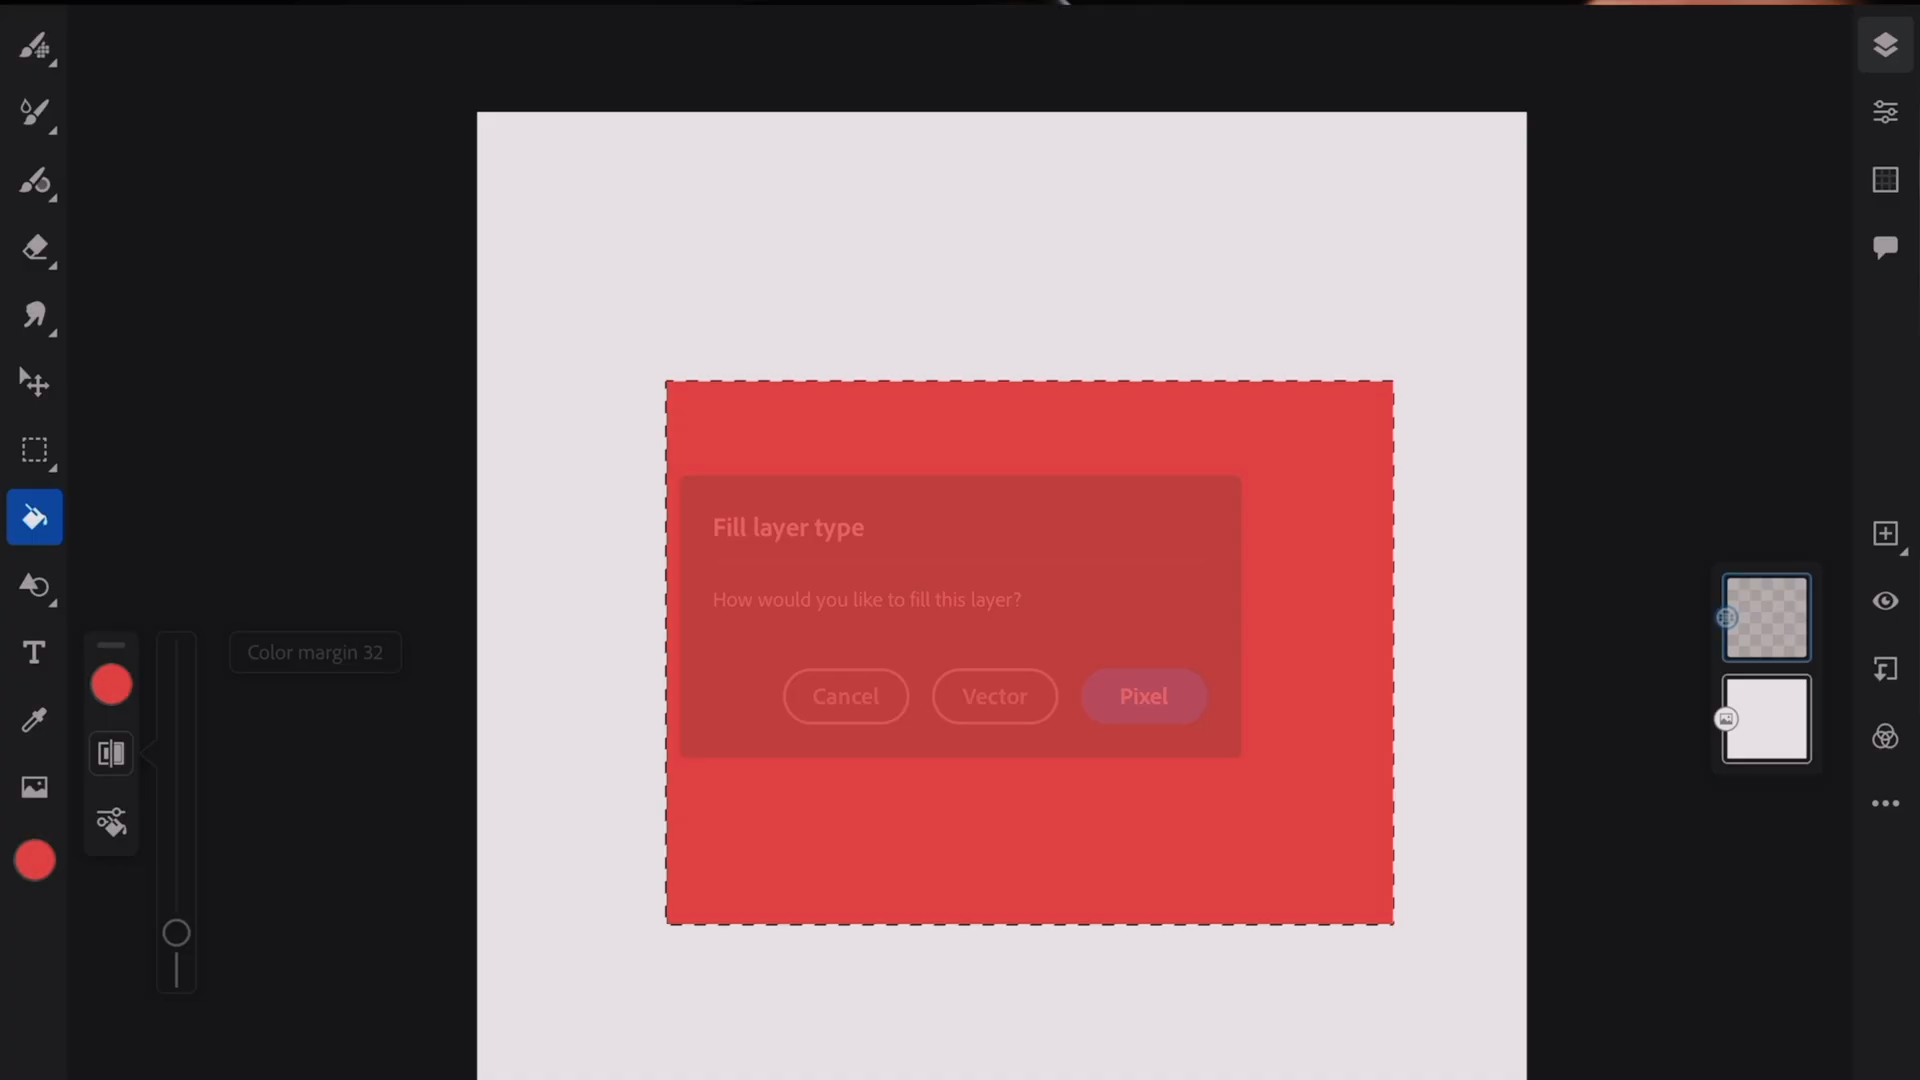 Fill layer type
How would you like to fill this layer?
Cancel Vector Pixel
Color margin 32